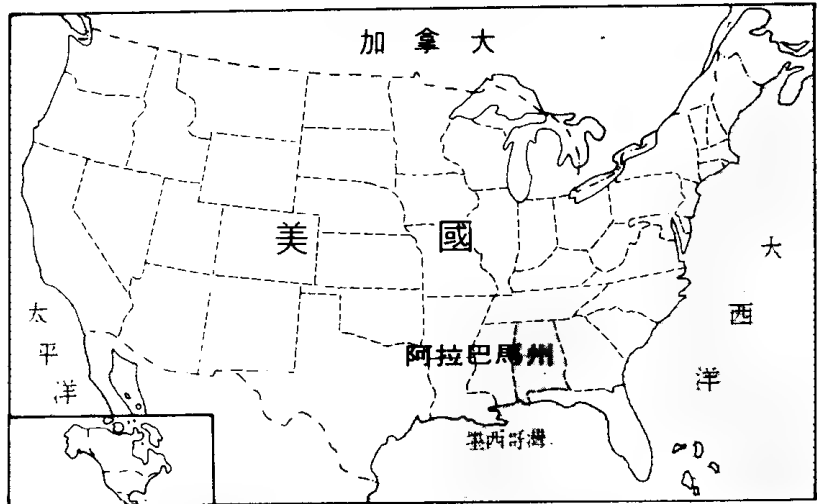 加拿大
美國
大西洋
太平洋
阿拉巴馬州
墨西哥灣